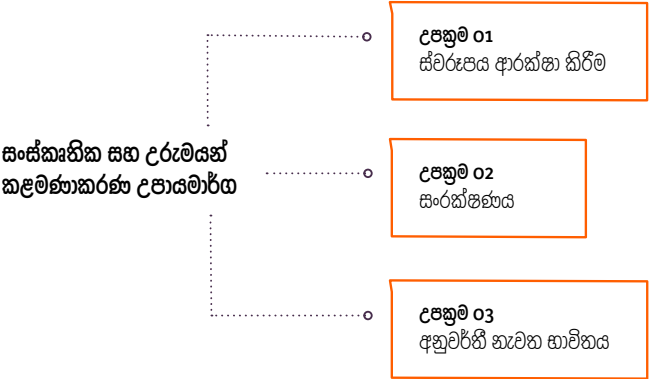 උපක්‍රම 01
ස්වරූපය ආරක්ෂා කිරීම
සංස්කෘතික සහ උරුමයන්
කළමණාකරණ උපායමාර්ග
උපක්‍රම 02
සංරක්ෂණය
උපක්‍රම 03
අනුවර්තී නැවත භාවිතය